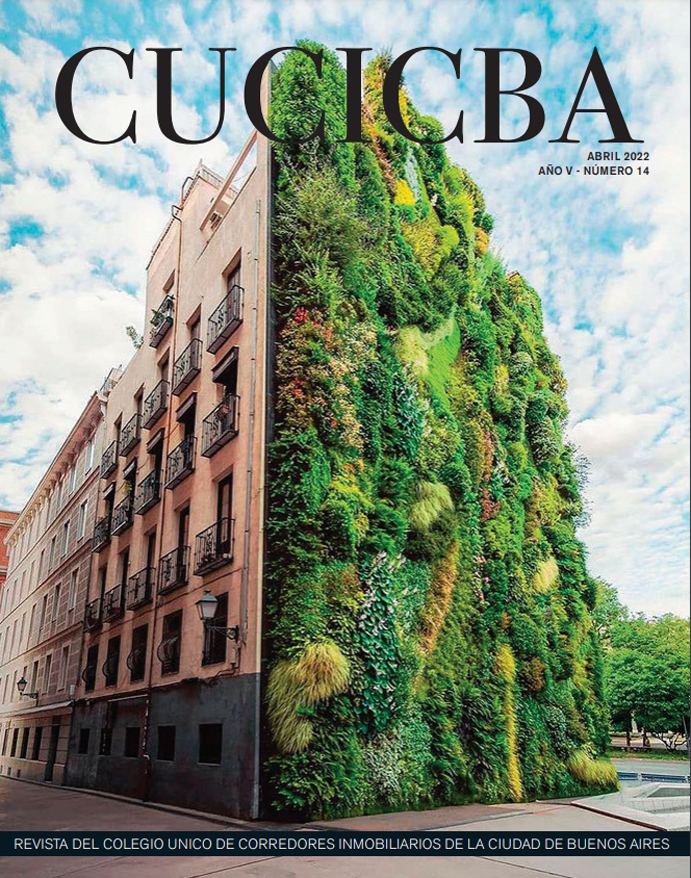 CUCICBA
ABRIL 2022
AÑO V - NÚMERO 14
REVISTA DEL COLEGIO UNICO DE CORREDORES INMOBILIARIOS DE LA CIUDAD DE BUENOS AIRES